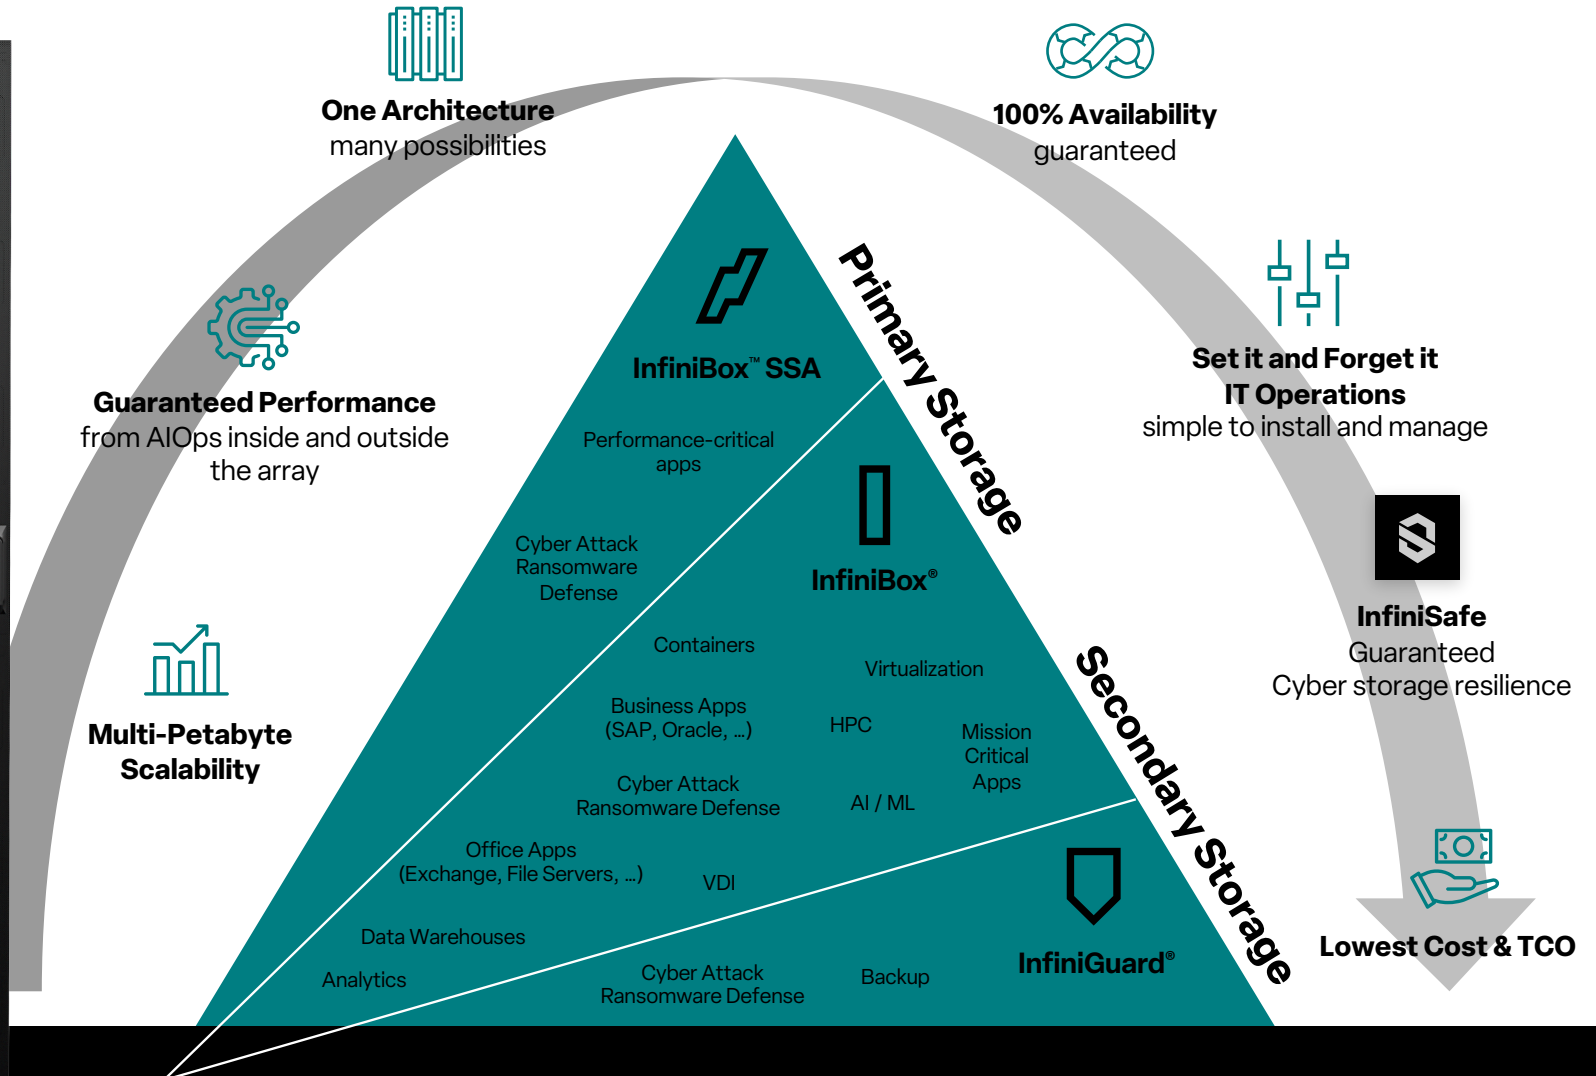 One Architecture
many possibilities
100% Availability
guaranteed
Guaranteed Performance
from AIOps inside and outside
the array
Multi-Petabyte
Scalability
InfiniBox™ SSA
Performance-critical
apps
Cyber Attack
Ransomware
Defense
Primary Storage
InfiniBox®
Containers
Virtualization
Business Apps
(SAP, Oracle, ...)
HPC
Mission
Critical
Apps
Cyber Attack
Ransomware Defense
AI / ML
Office Apps
(Exchange, File Servers, ...)
VDI
Data Warehouses
Analytics
Secondary Storage
InfiniGuard®
Cyber Attack
Ransomware Defense
Backup
Set it and Forget it
IT Operations
simple to install and manage
InfiniSafe
Guaranteed
Cyber storage resilience
Lowest Cost & TCO